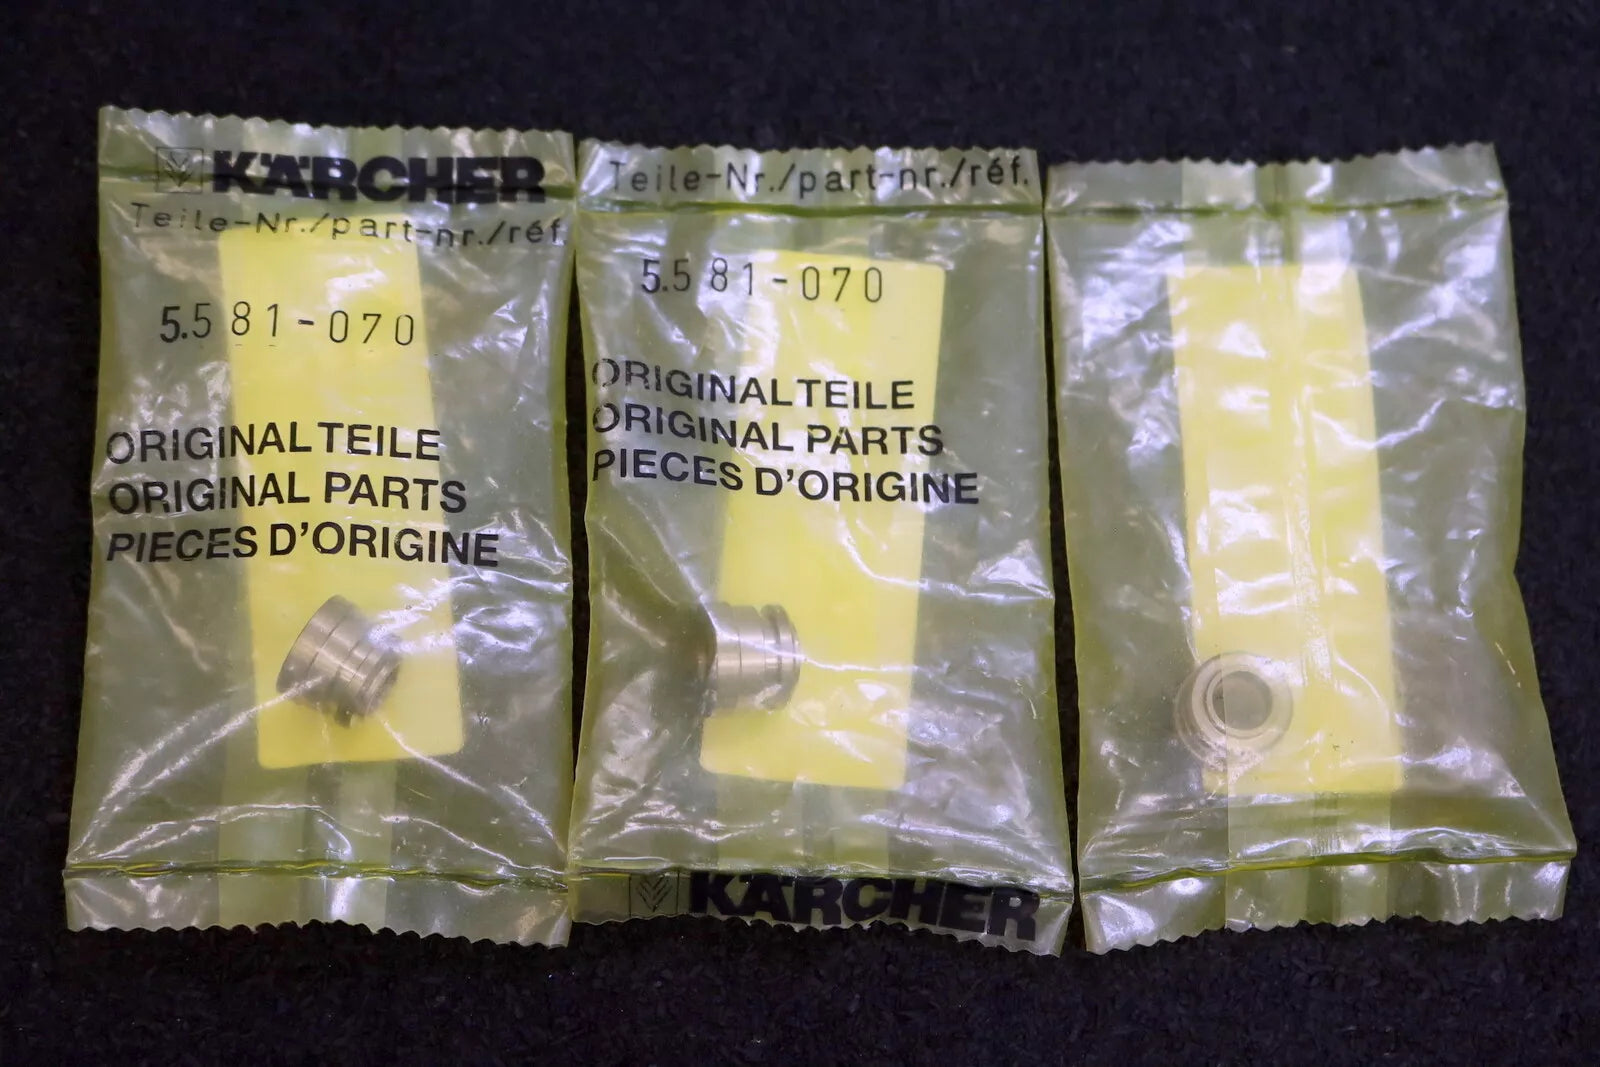 KÄRCHER
Teile-Nr./part-nr./réf.
5.581-070
ORIGINALTEILE
ORIGINAL PARTS
PIECES D'ORIGINE
Teile-Nr./part-nr./réf.
5.581-070
ORIGINALTEILE
ORIGINAL PARTS
PIECES D'ORIGINE
KÄRCHER